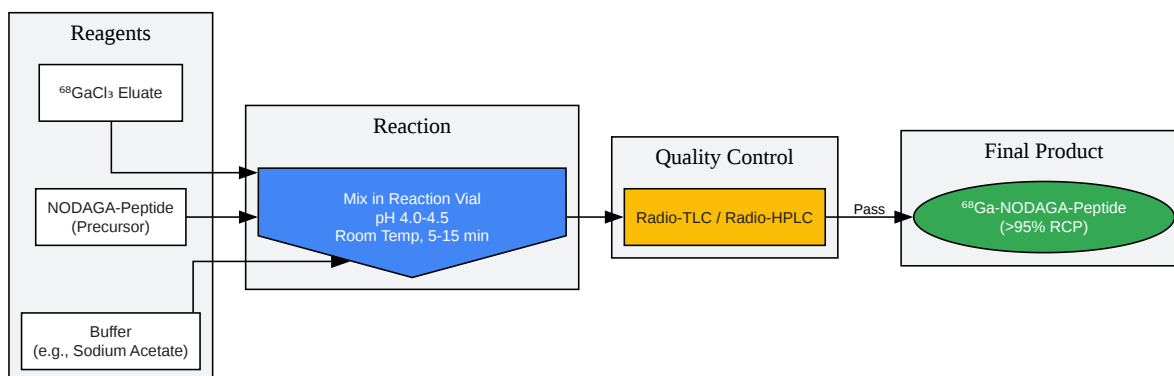 Reagents
⁶⁸GaCl₃ Eluate
NODAGA-Peptide
(Precursor)
Buffer
(e.g., Sodium Acetate)
Reaction
Mix in Reaction Vial
pH 4.0-4.5
Room Temp, 5-15 min
Quality Control
Radio-TLC / Radio-HPLC
Pass
Final Product
⁶⁸Ga-NODAGA-Peptide
(>95% RCP)